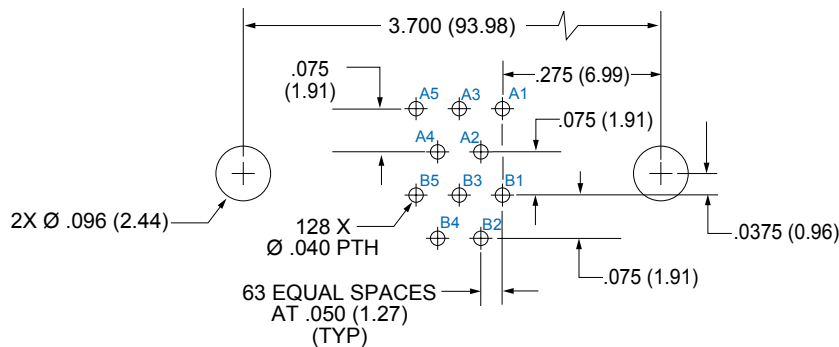 3.700 (93.98)
.075
(1.91)
.275 (6.99)
A5 A3 A1
.075 (1.91)
A4 A2
B5 B3 B1
2X Ø .096 (2.44)
128 X
Ø .040 PTH
B4 B2
.0375 (0.96)
.075 (1.91)
63 EQUAL SPACES
AT .050 (1.27)
(TYP)